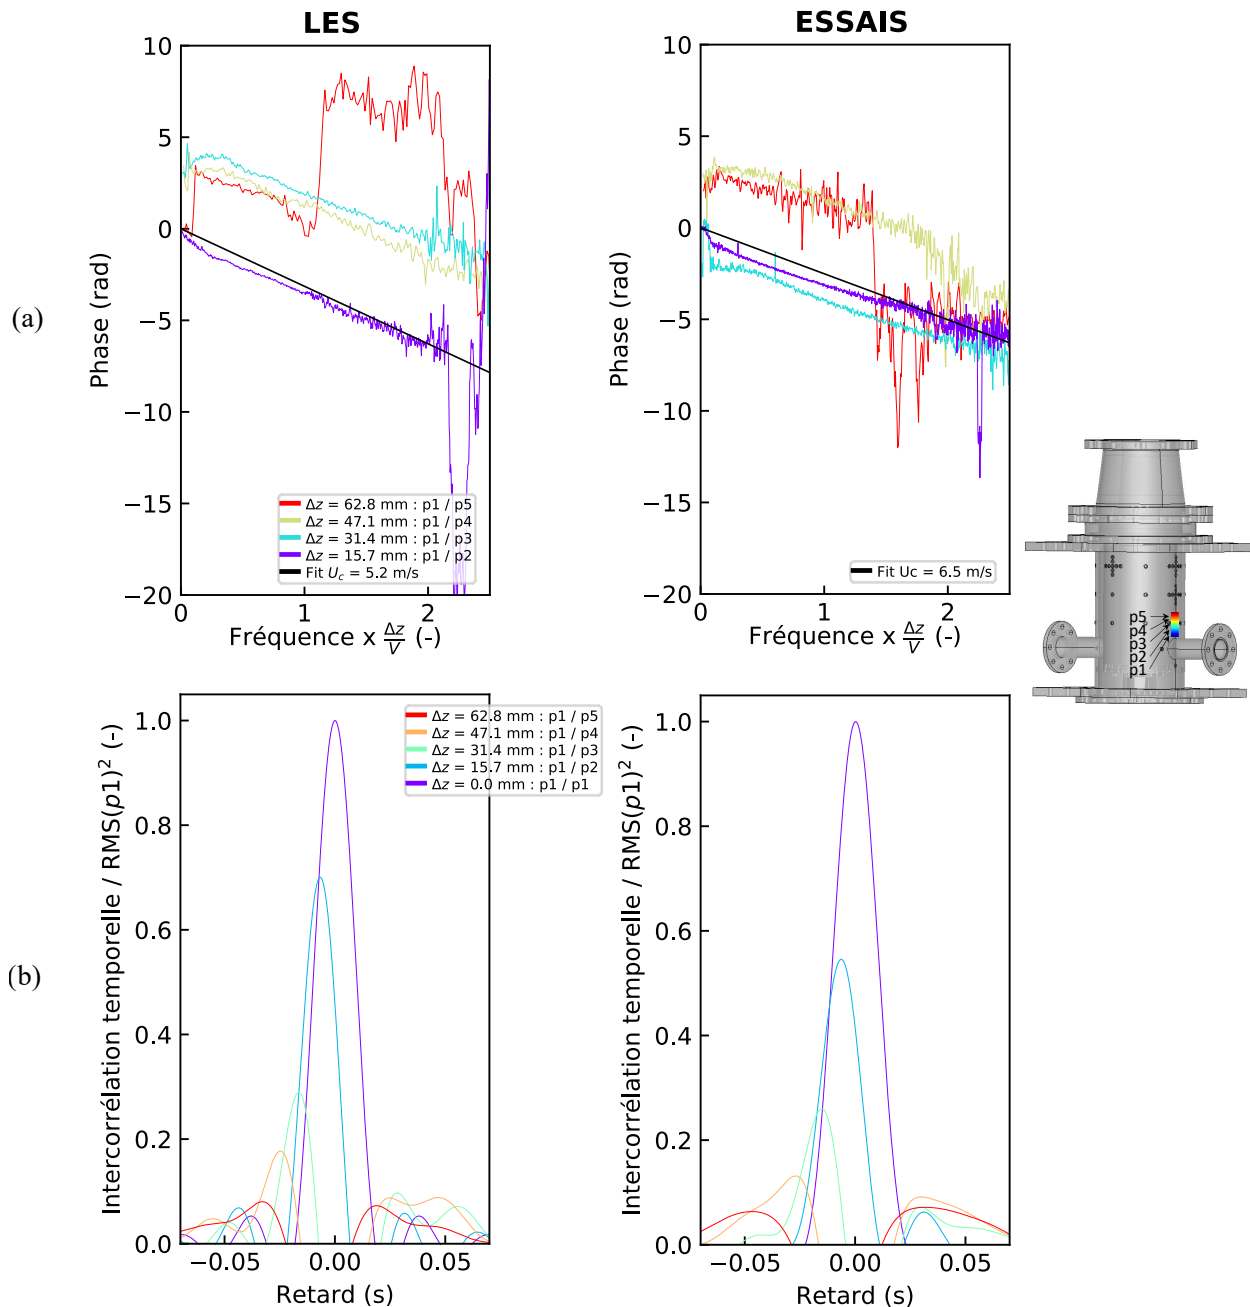 LES
ESSAIS
(a)
Phase (rad)
10
5
0
−5
−10
−15
−20
Δz = 62.8 mm : p1 / p5
Δz = 47.1 mm : p1 / p4
Δz = 31.4 mm : p1 / p3
Δz = 15.7 mm : p1 / p2
Fit U_c = 5.2 m/s
0 1 2
Fréquence x Δz/V (-)
Phase (rad)
10
5
0
−5
−10
−15
−20
Fit Uc = 6.5 m/s
0 1 2
Fréquence x Δz/V (-)
p5
p4
p3
p2
p1
(b)
Intercorrélation temporelle / RMS(p1)² (-)
1.0
0.8
0.6
0.4
0.2
0.0
Δz = 62.8 mm : p1 / p5
Δz = 47.1 mm : p1 / p4
Δz = 31.4 mm : p1 / p3
Δz = 15.7 mm : p1 / p2
Δz = 0.0 mm : p1 / p1
−0.05 0.00 0.05
Retard (s)
Intercorrélation temporelle / RMS(p1)² (-)
1.0
0.8
0.6
0.4
0.2
0.0
−0.05 0.00 0.05
Retard (s)